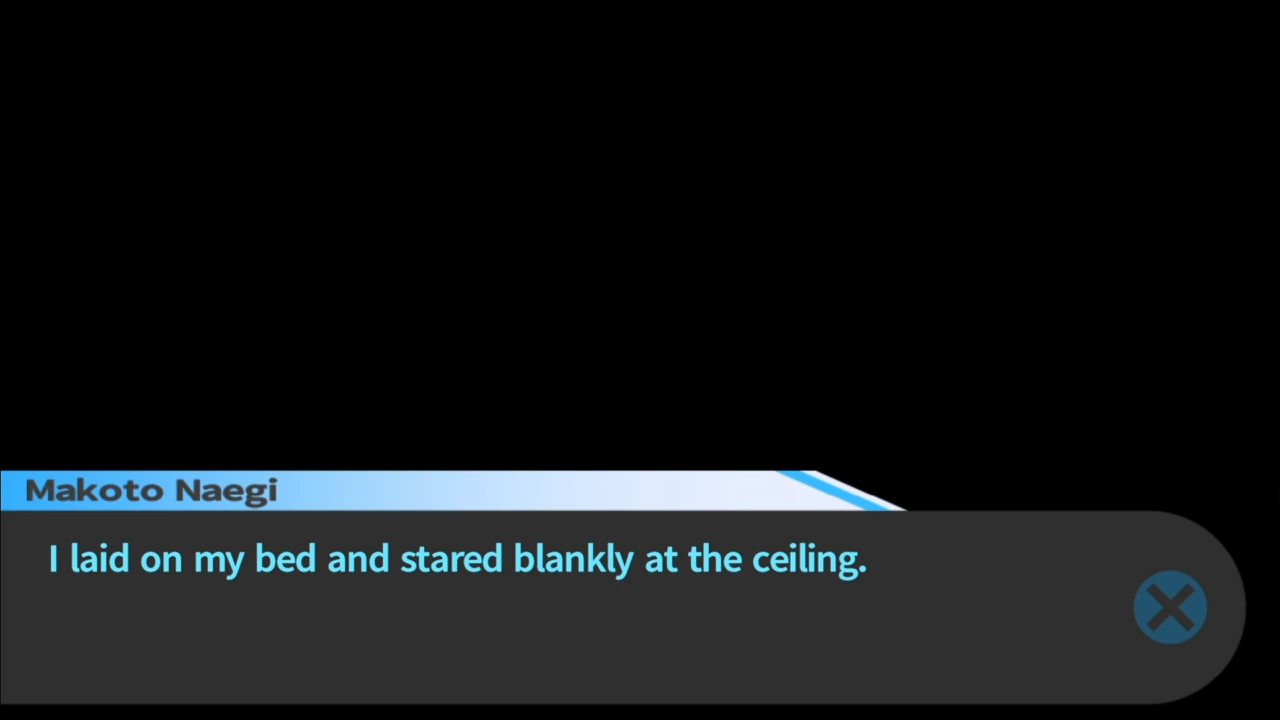 Makoto Naegi
I laid on my bed and stared blankly at the ceiling.